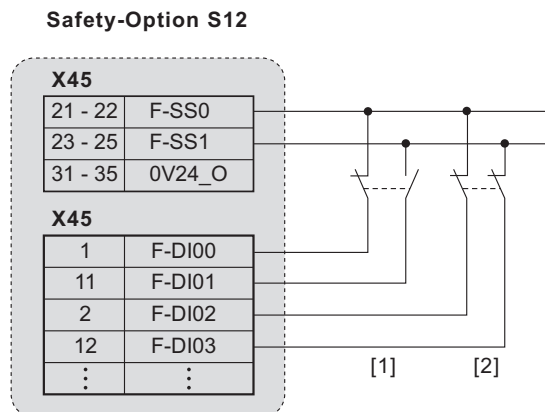 Safety-Option S12
X45
21 - 22 F-SS0
23 - 25 F-SS1
31 - 35 0V24_O
X45
1 F-DI00
11 F-DI01
2 F-DI02
12 F-DI03
⋮ ⋮
[1] [2]